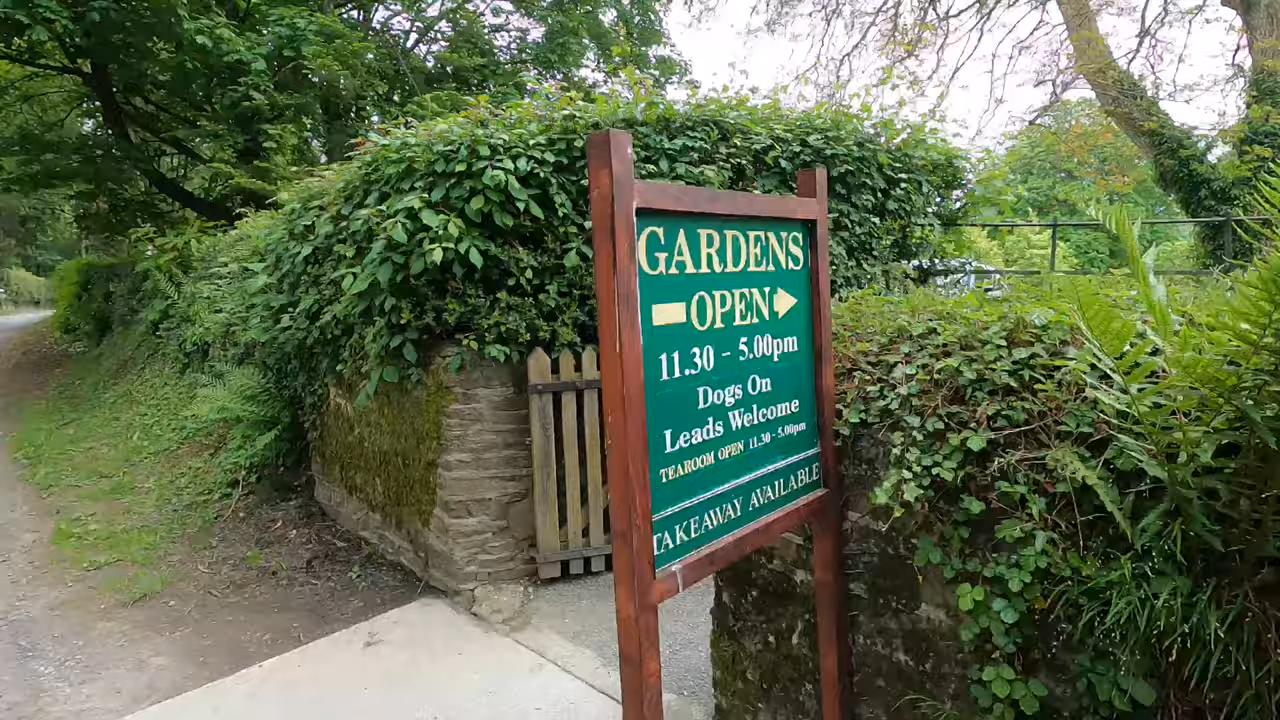 GARDENS
OPEN
11.30 - 5.00pm
Dogs On
Leads Welcome
TEAROOM OPEN 11.30 - 5.00pm
TAKEAWAY AVAILABLE